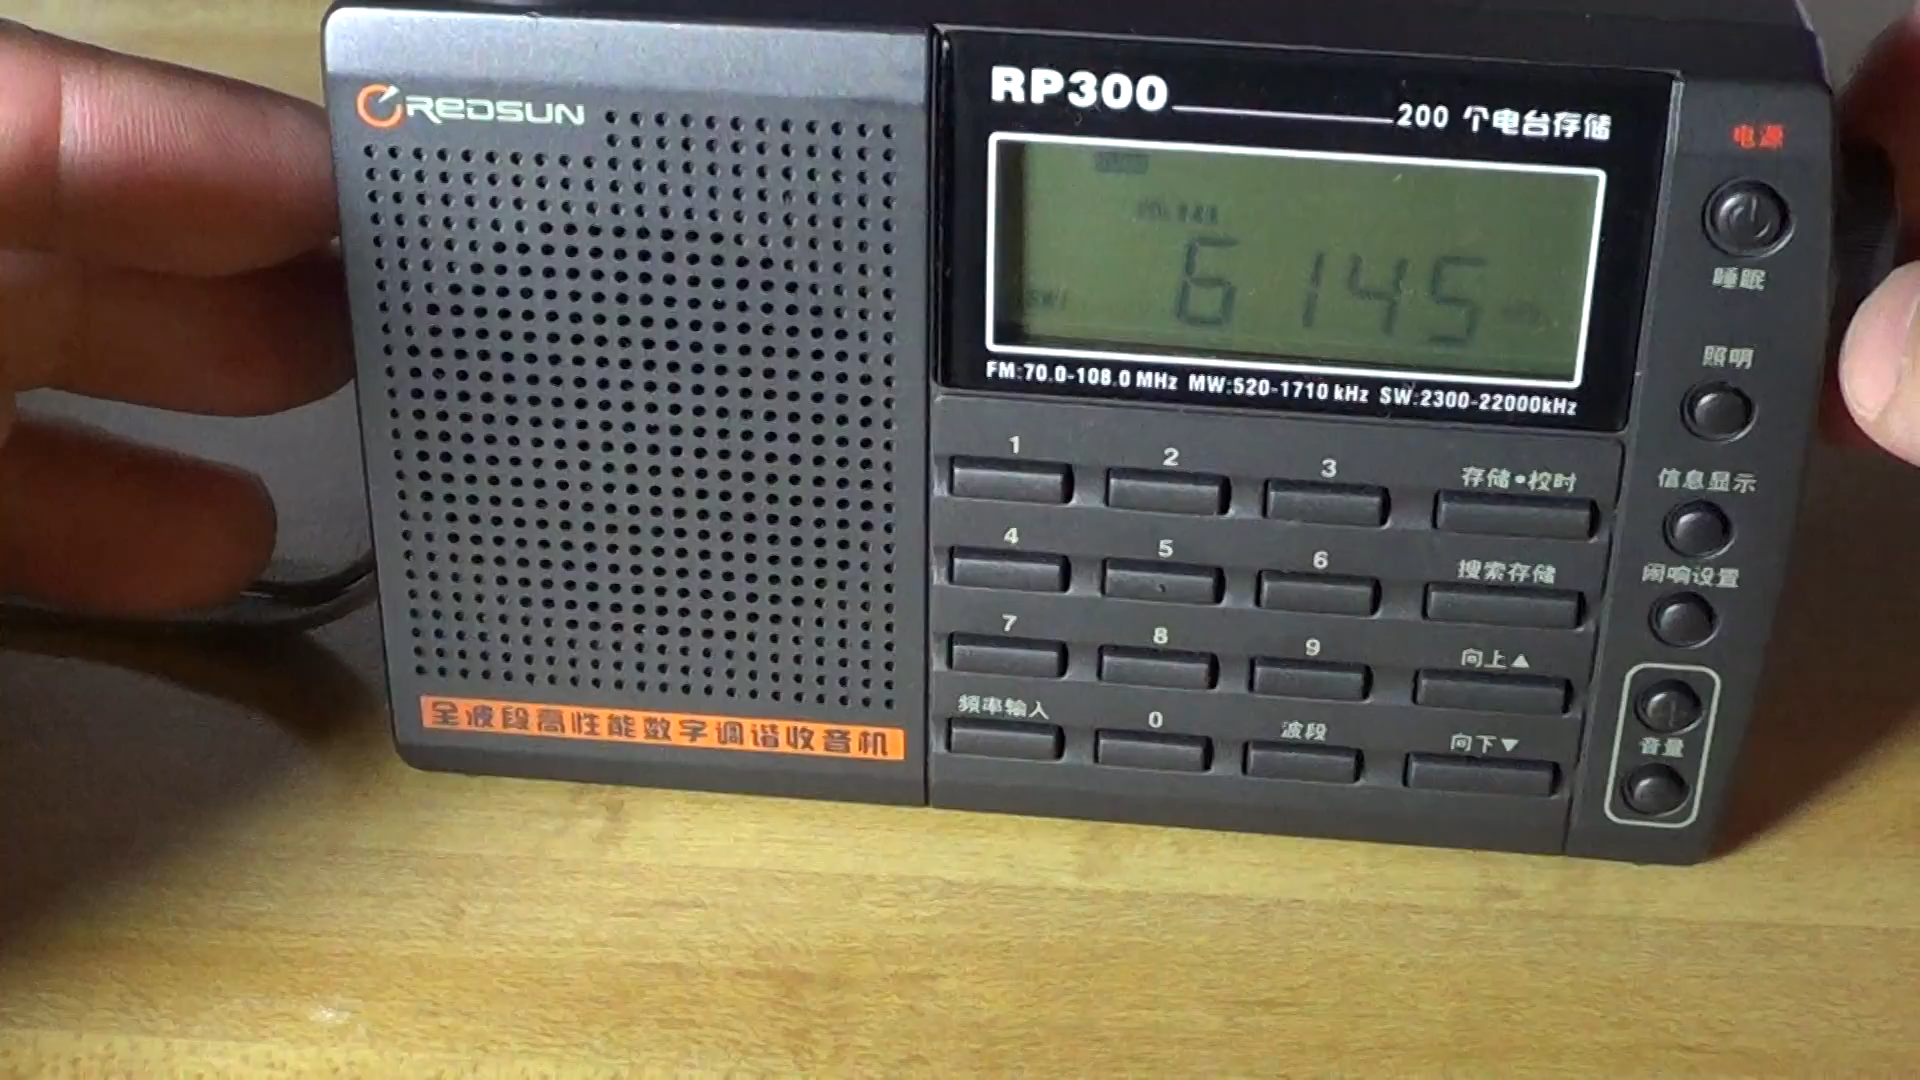 REDSUN
RP300
200 个电台存储
6145
FM:70.0-108.0 MHz MW:520-1710 kHz SW:2300-22000kHz
电源
睡眠
照明
信息显示
闹响设置
音量
1 2 3 存储•校时
4 5 6 搜索存储
7 8 9 向上▲
频率输入 0 波段 向下▼
全波段高性能数字调谐收音机